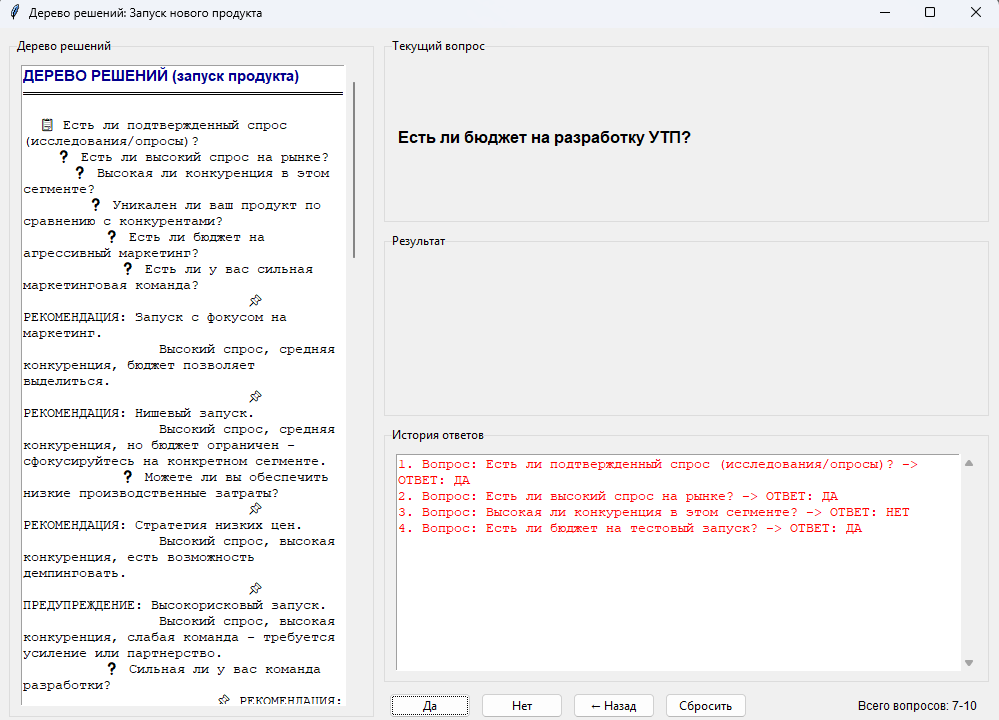 Дерево решений: Запуск нового продукта
Дерево решений
ДЕРЕВО РЕШЕНИЙ (запуск продукта)
Есть ли подтвержденный спрос
(исследования/опросы)?
? Есть ли высокий спрос на рынке?
? Высокая ли конкуренция в этом
сегменте?
? Уникален ли ваш продукт по
сравнению с конкурентами?
? Есть ли бюджет на
агрессивный маркетинг?
? Есть ли у вас сильная
маркетинговая команда?
РЕКОМЕНДАЦИЯ: Запуск с фокусом на
маркетинг.
Высокий спрос, средняя
конкуренция, бюджет позволяет
выделиться.
РЕКОМЕНДАЦИЯ: Нишевый запуск.
Высокий спрос, средняя
конкуренция, но бюджет ограничен –
сфокусируйтесь на конкретном сегменте.
? Можете ли вы обеспечить
низкие производственные затраты?
РЕКОМЕНДАЦИЯ: Стратегия низких цен.
Высокий спрос, высокая
конкуренция, есть возможность
демпинговать.
ПРЕДУПРЕЖДЕНИЕ: Высокорисковый запуск.
Высокий спрос, высокая
конкуренция, слабая команда – требуется
усиление или партнерство.
? Сильная ли у вас команда
разработки?
РЕКОМЕНДАЦИЯ:
Текущий вопрос
Есть ли бюджет на разработку УТП?
Результат
История ответов
1. Вопрос: Есть ли подтвержденный спрос (исследования/опросы)? ->
ОТВЕТ: ДА
2. Вопрос: Есть ли высокий спрос на рынке? -> ОТВЕТ: ДА
3. Вопрос: Высокая ли конкуренция в этом сегменте? -> ОТВЕТ: НЕТ
4. Вопрос: Есть ли бюджет на тестовый запуск? -> ОТВЕТ: ДА
Да
Нет
← Назад
Сбросить
Всего вопросов: 7-10